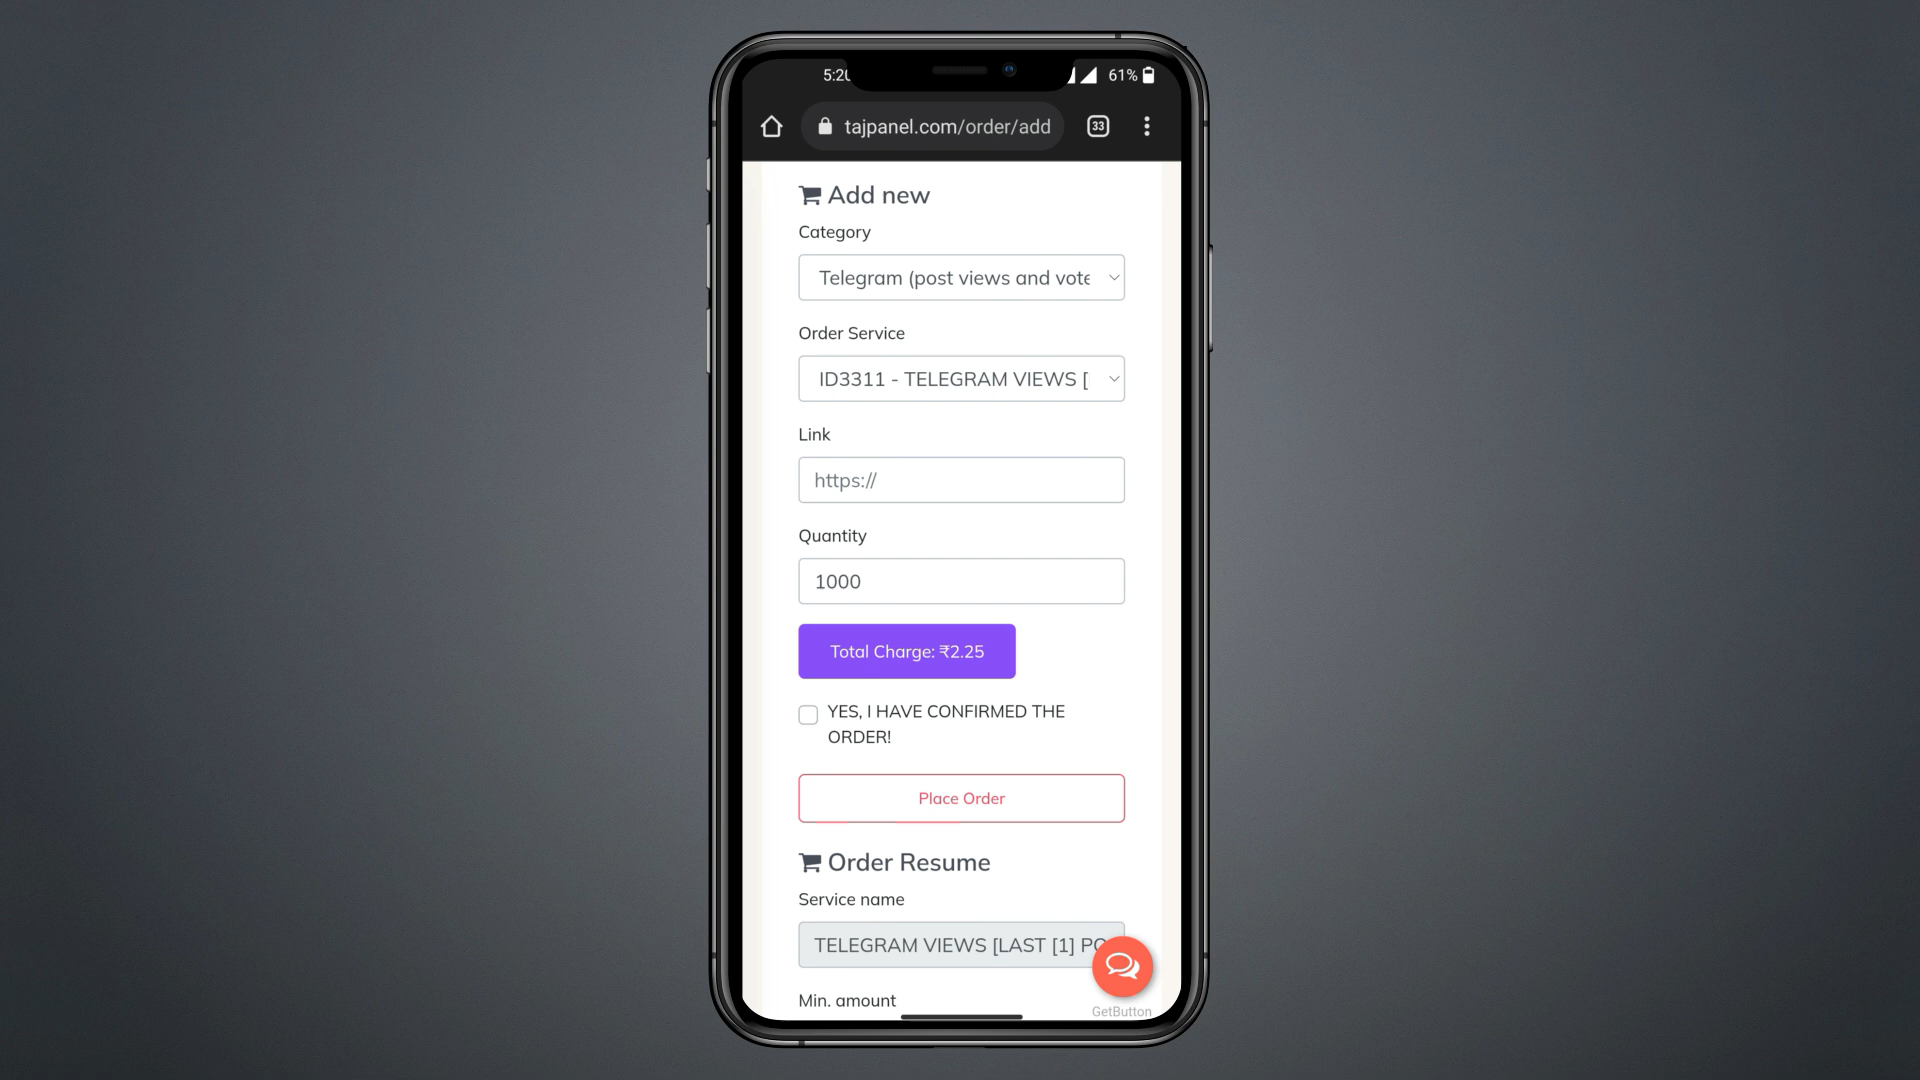 5:20
61%
tajpanel.com/order/add
33
Add new
Category
Telegram (post views and vote
Order Service
ID3311 - TELEGRAM VIEWS [
Link
https://
Quantity
1000
Total Charge: ₹2.25
YES, I HAVE CONFIRMED THE
ORDER!
Place Order
Order Resume
Service name
TELEGRAM VIEWS [LAST [1] PO
Min. amount
GetButton